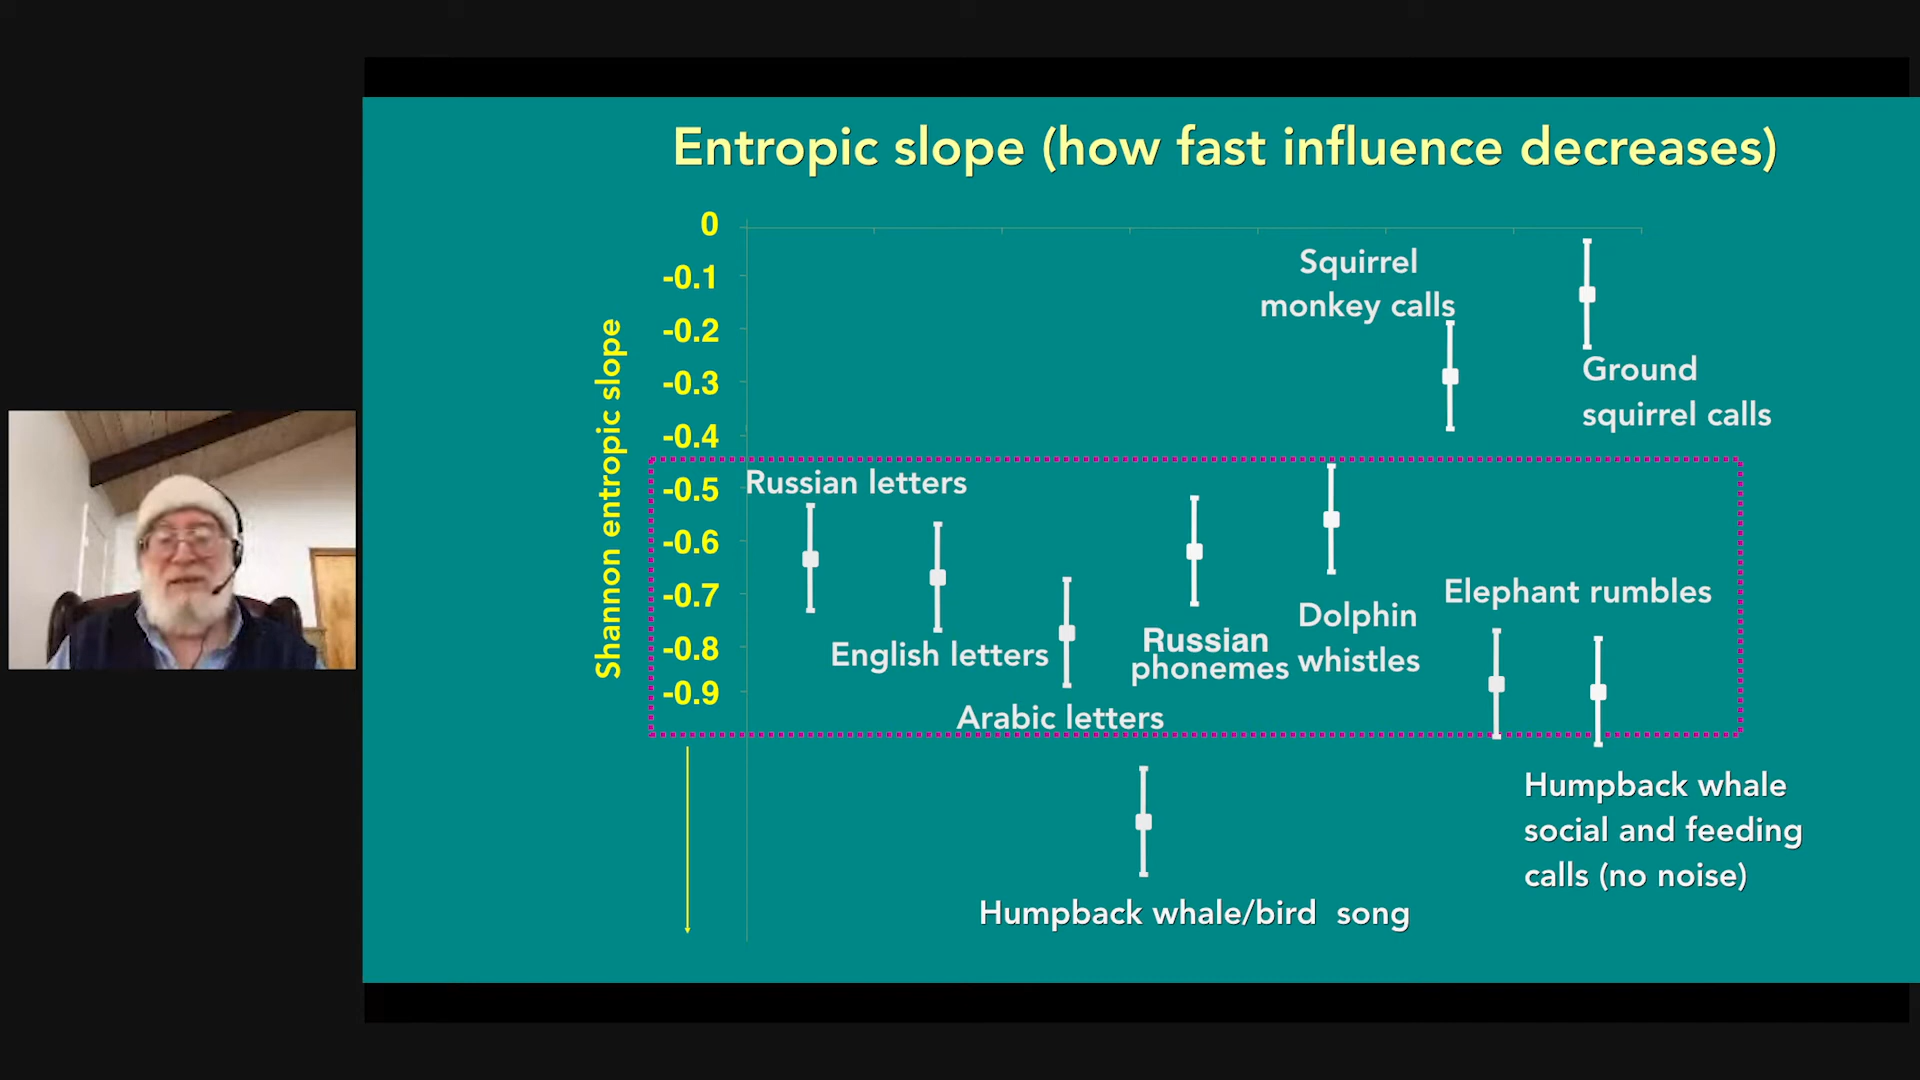 Entropic slope (how fast influence decreases)
Shannon entropic slope
0
-0.1
-0.2
-0.3
-0.4
-0.5
-0.6
-0.7
-0.8
-0.9
Squirrel
monkey calls
Ground
squirrel calls
Russian letters
English letters
Arabic letters
Russian
phonemes
Dolphin
whistles
Elephant rumbles
Humpback whale
social and feeding
calls (no noise)
Humpback whale/bird song